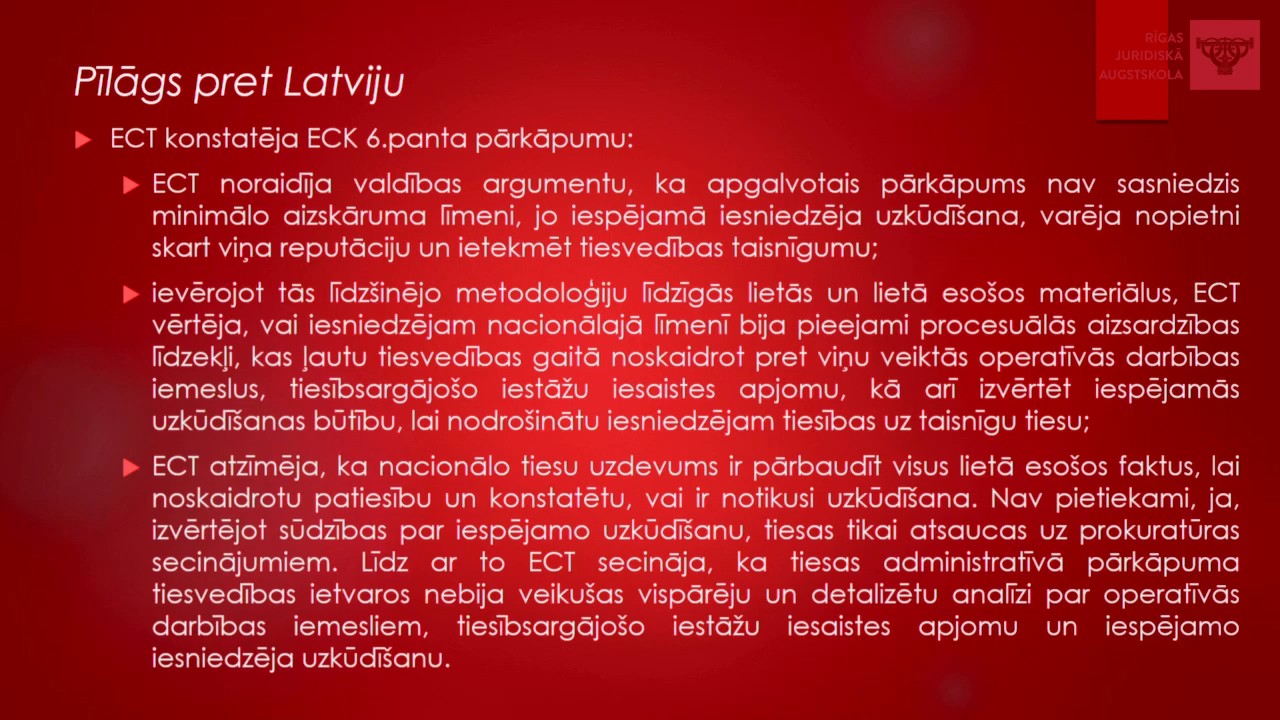 RĪGAS
JURIDISKĀ
AUGSTSKOLA
Pīlāgs pret Latviju
ECT konstatēja ECK 6.panta pārkāpumu:
ECT noraidīja valdības argumentu, ka apgalvotais pārkāpums nav sasniedzis
minimālo aizskāruma līmeni, jo iespējamā iesniedzēja uzkūdīšana, varēja nopietni
skart viņa reputāciju un ietekmēt tiesvedības taisnīgumu;
ievērojot tās līdzšinējo metodoloģiju līdzīgās lietās un lietā esošos materiālus, ECT
vērtēja, vai iesniedzējam nacionālajā līmenī bija pieejami procesuālās aizsardzības
līdzekļi, kas ļautu tiesvedības gaitā noskaidrot pret viņu veiktās operatīvās darbības
iemeslus, tiesībsargājošo iestāžu iesaistes apjomu, kā arī izvērtēt iespējamās
uzkūdīšanas būtību, lai nodrošinātu iesniedzējam tiesības uz taisnīgu tiesu;
ECT atzīmēja, ka nacionālo tiesu uzdevums ir pārbaudīt visus lietā esošos faktus, lai
noskaidrotu patiesību un konstatētu, vai ir notikusi uzkūdīšana. Nav pietiekami, ja,
izvērtējot sūdzības par iespējamo uzkūdīšanu, tiesas tikai atsaucas uz prokuratūras
secinājumiem. Līdz ar to ECT secināja, ka tiesas administratīvā pārkāpuma
tiesvedības ietvaros nebija veikušas vispārēju un detalizētu analīzi par operatīvās
darbības iemesliem, tiesībsargājošo iestāžu iesaistes apjomu un iespējamo
iesniedzēja uzkūdīšanu.